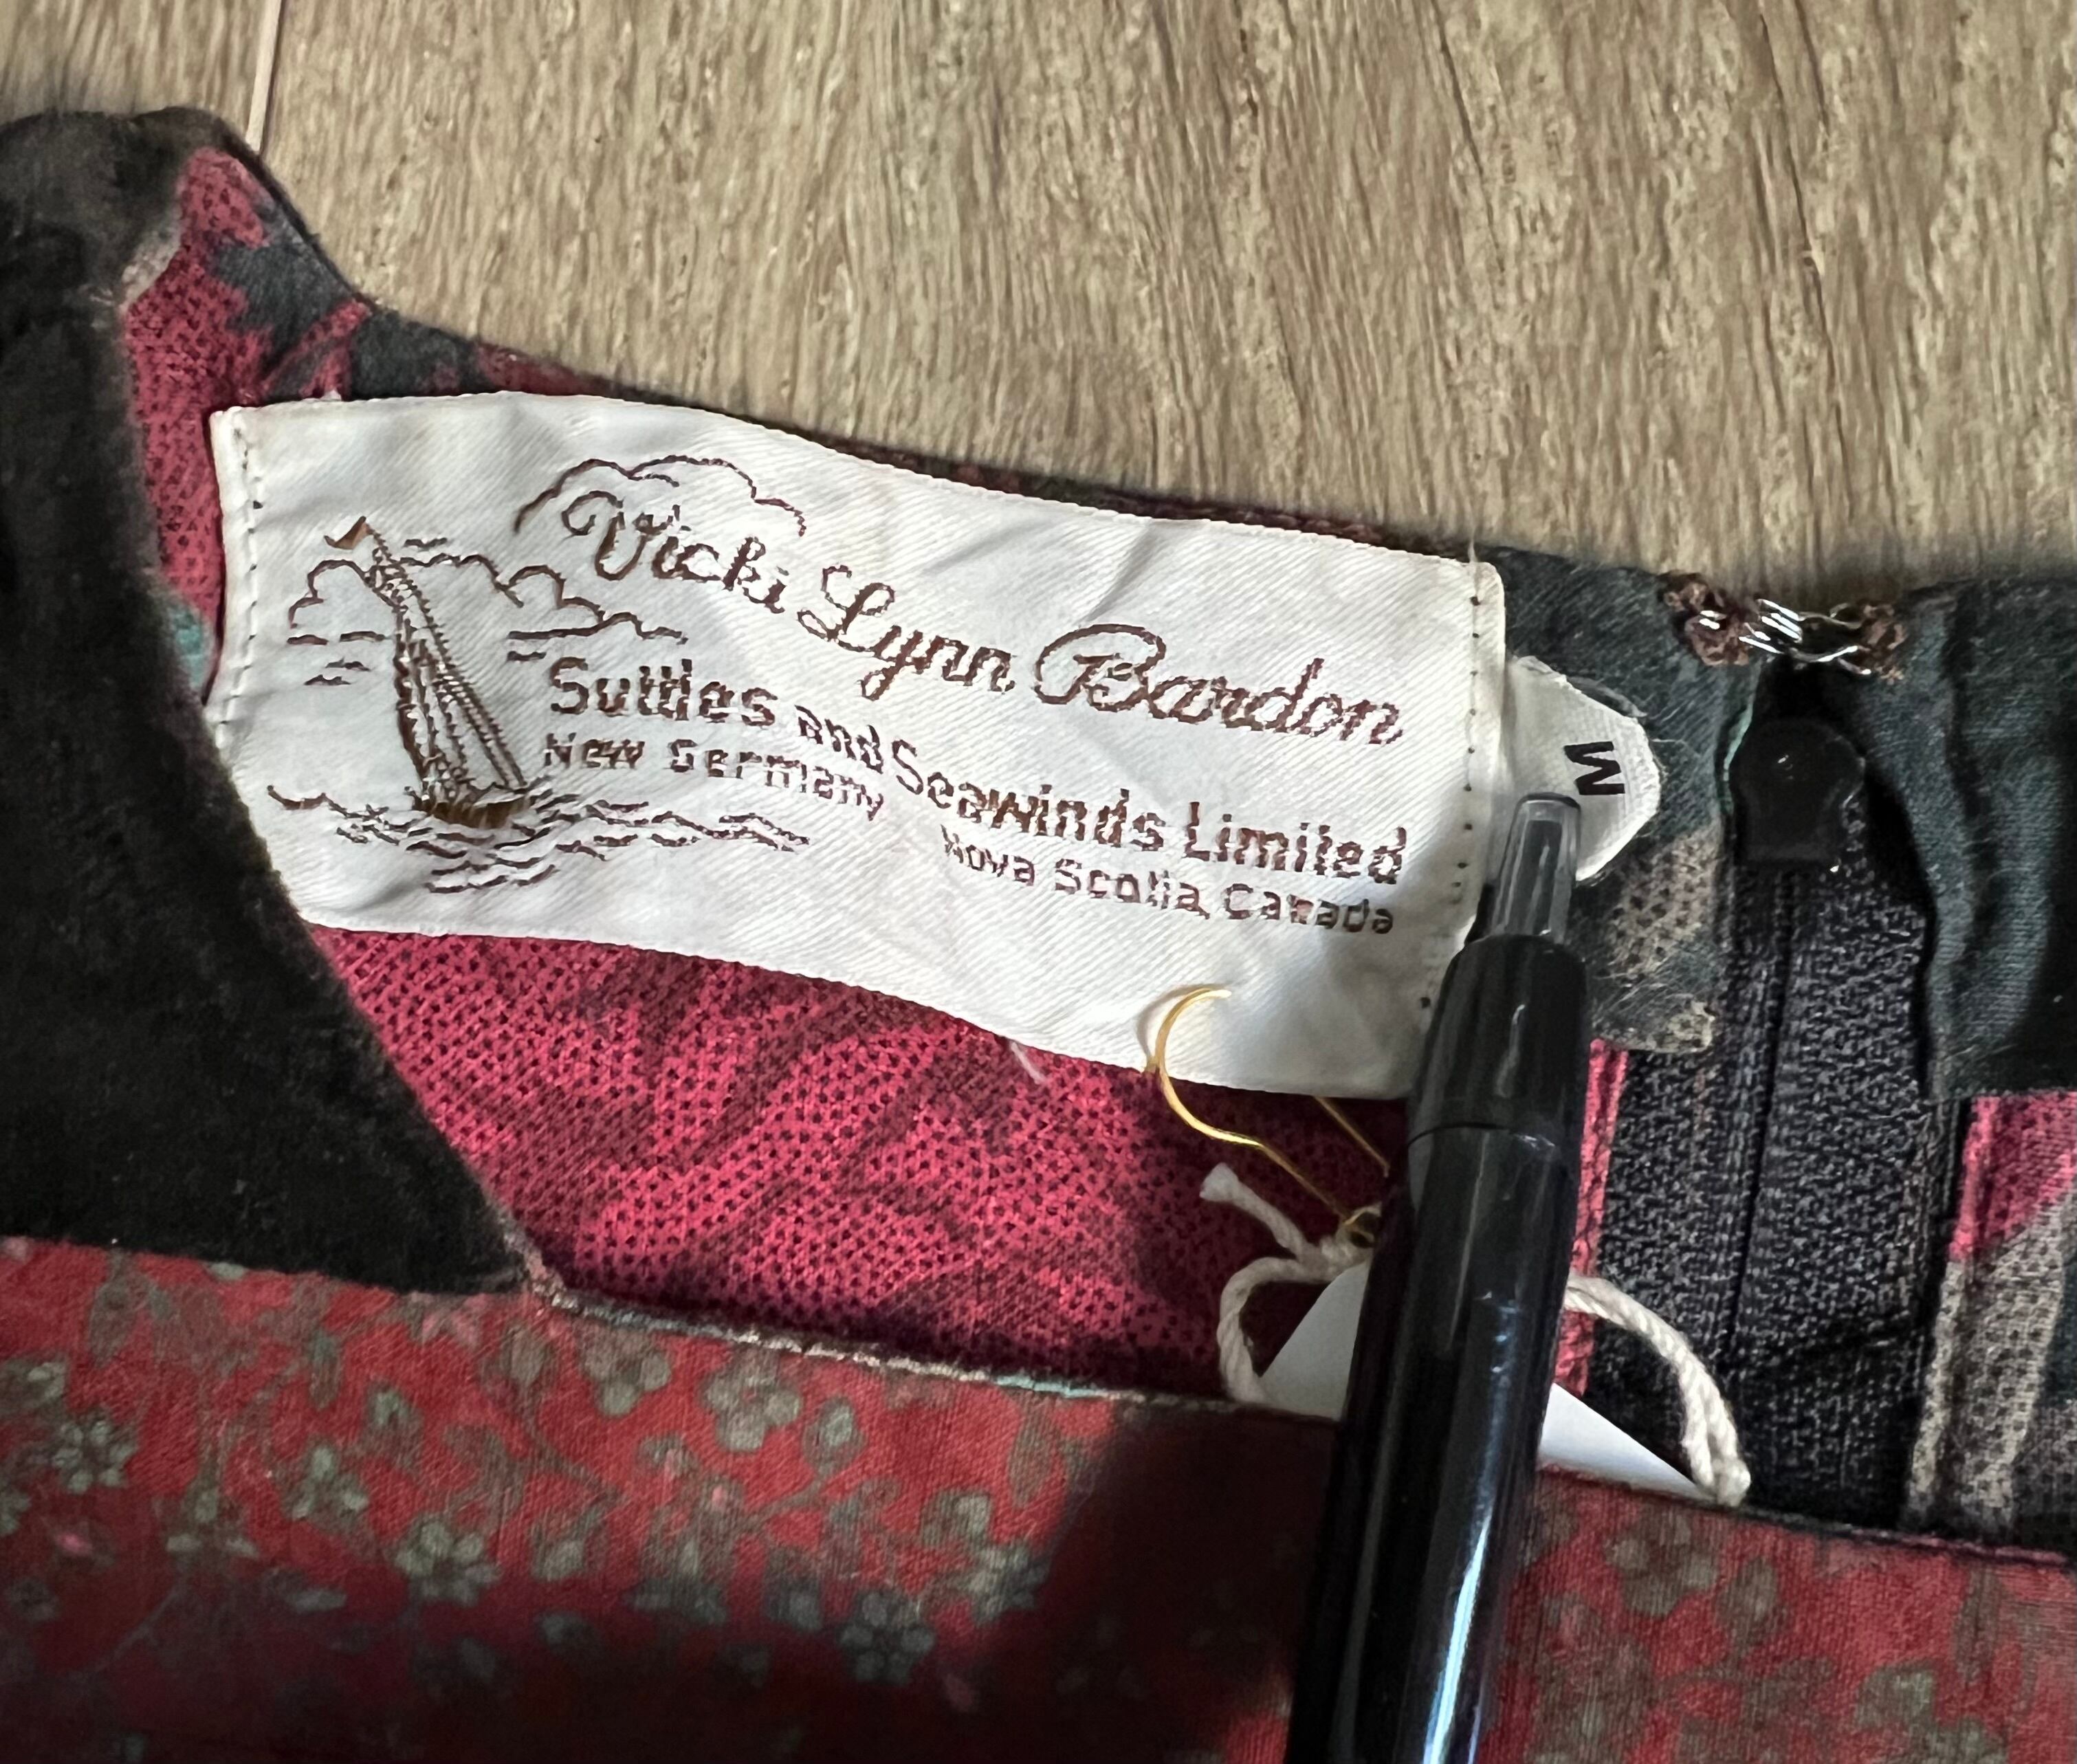 Vicki Lynn Bardon
Suttles and Seawinds Limited
New Germany
Nova Scotia, Canada
M